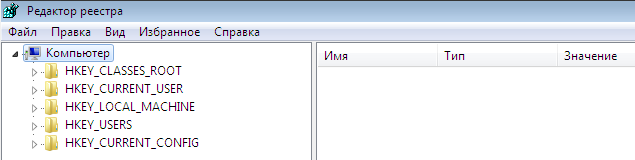 Редактор реестра
Файл Правка Вид Избранное Справка
Компьютер
HKEY_CLASSES_ROOT
HKEY_CURRENT_USER
HKEY_LOCAL_MACHINE
HKEY_USERS
HKEY_CURRENT_CONFIG
Имя Тип Значение